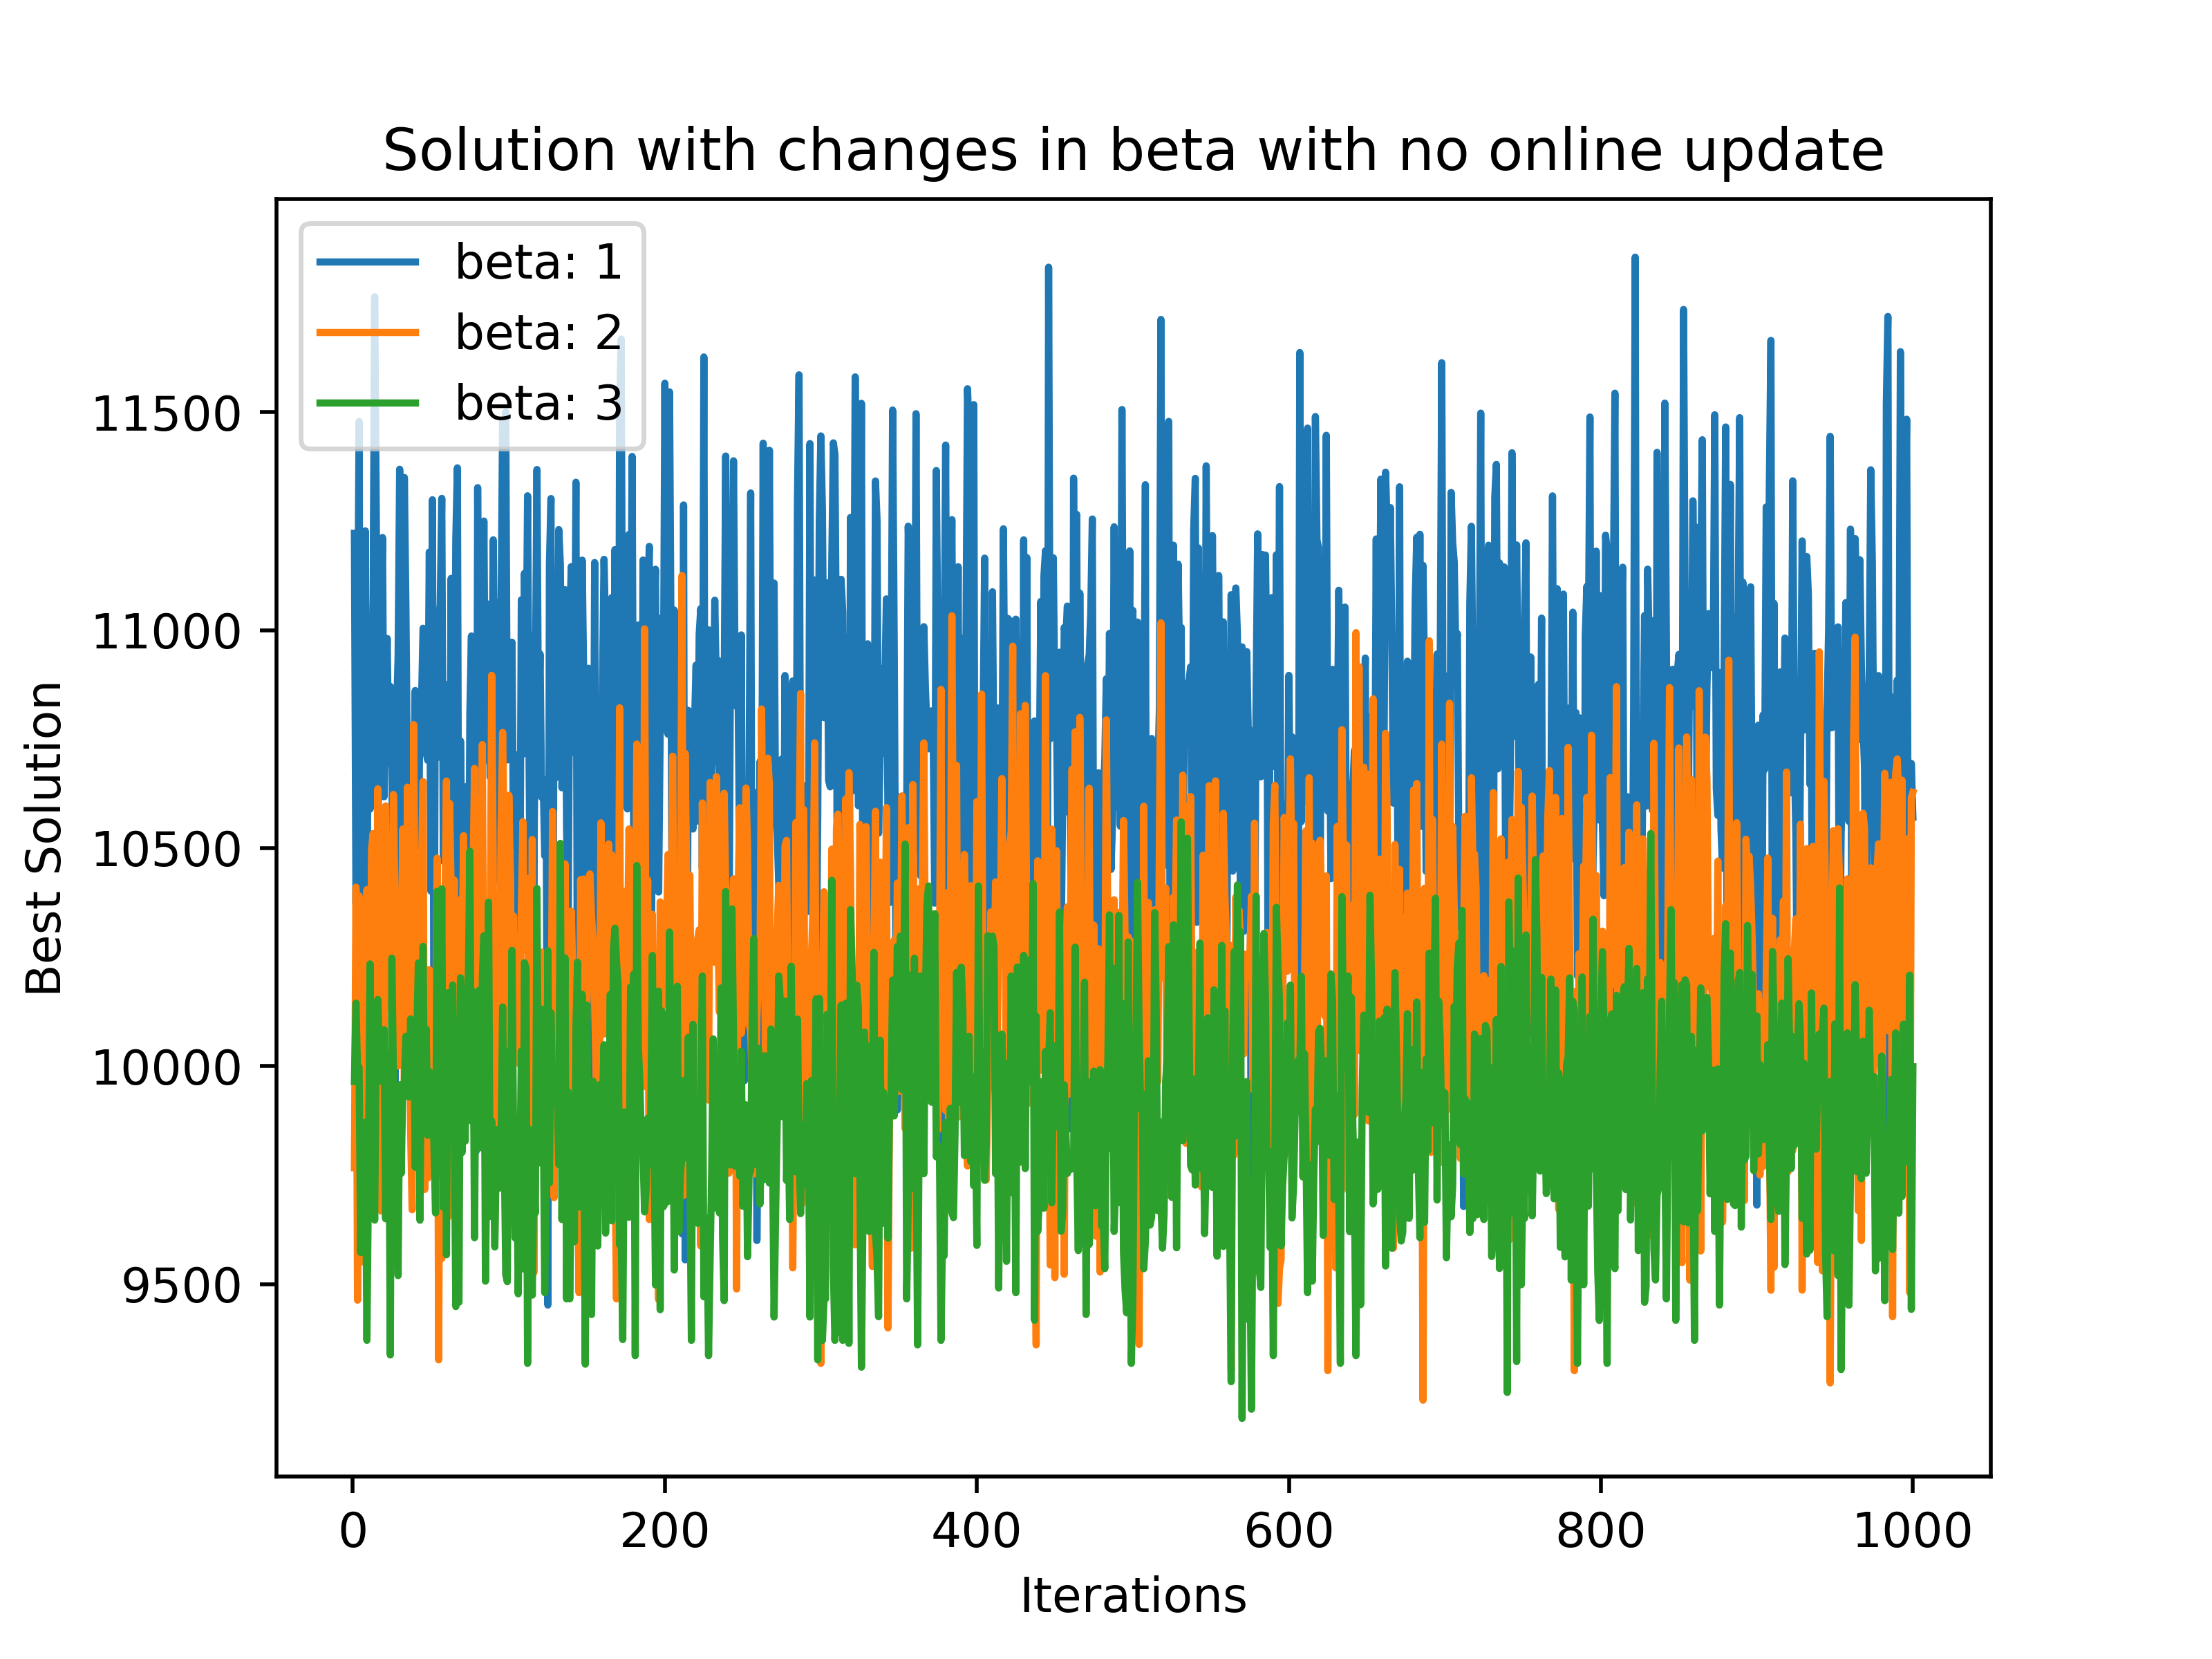 Solution with changes in beta with no online update
beta: 1
beta: 2
beta: 3
11500
11000
10500
10000
9500
Best Solution
0 200 400 600 800 1000
Iterations